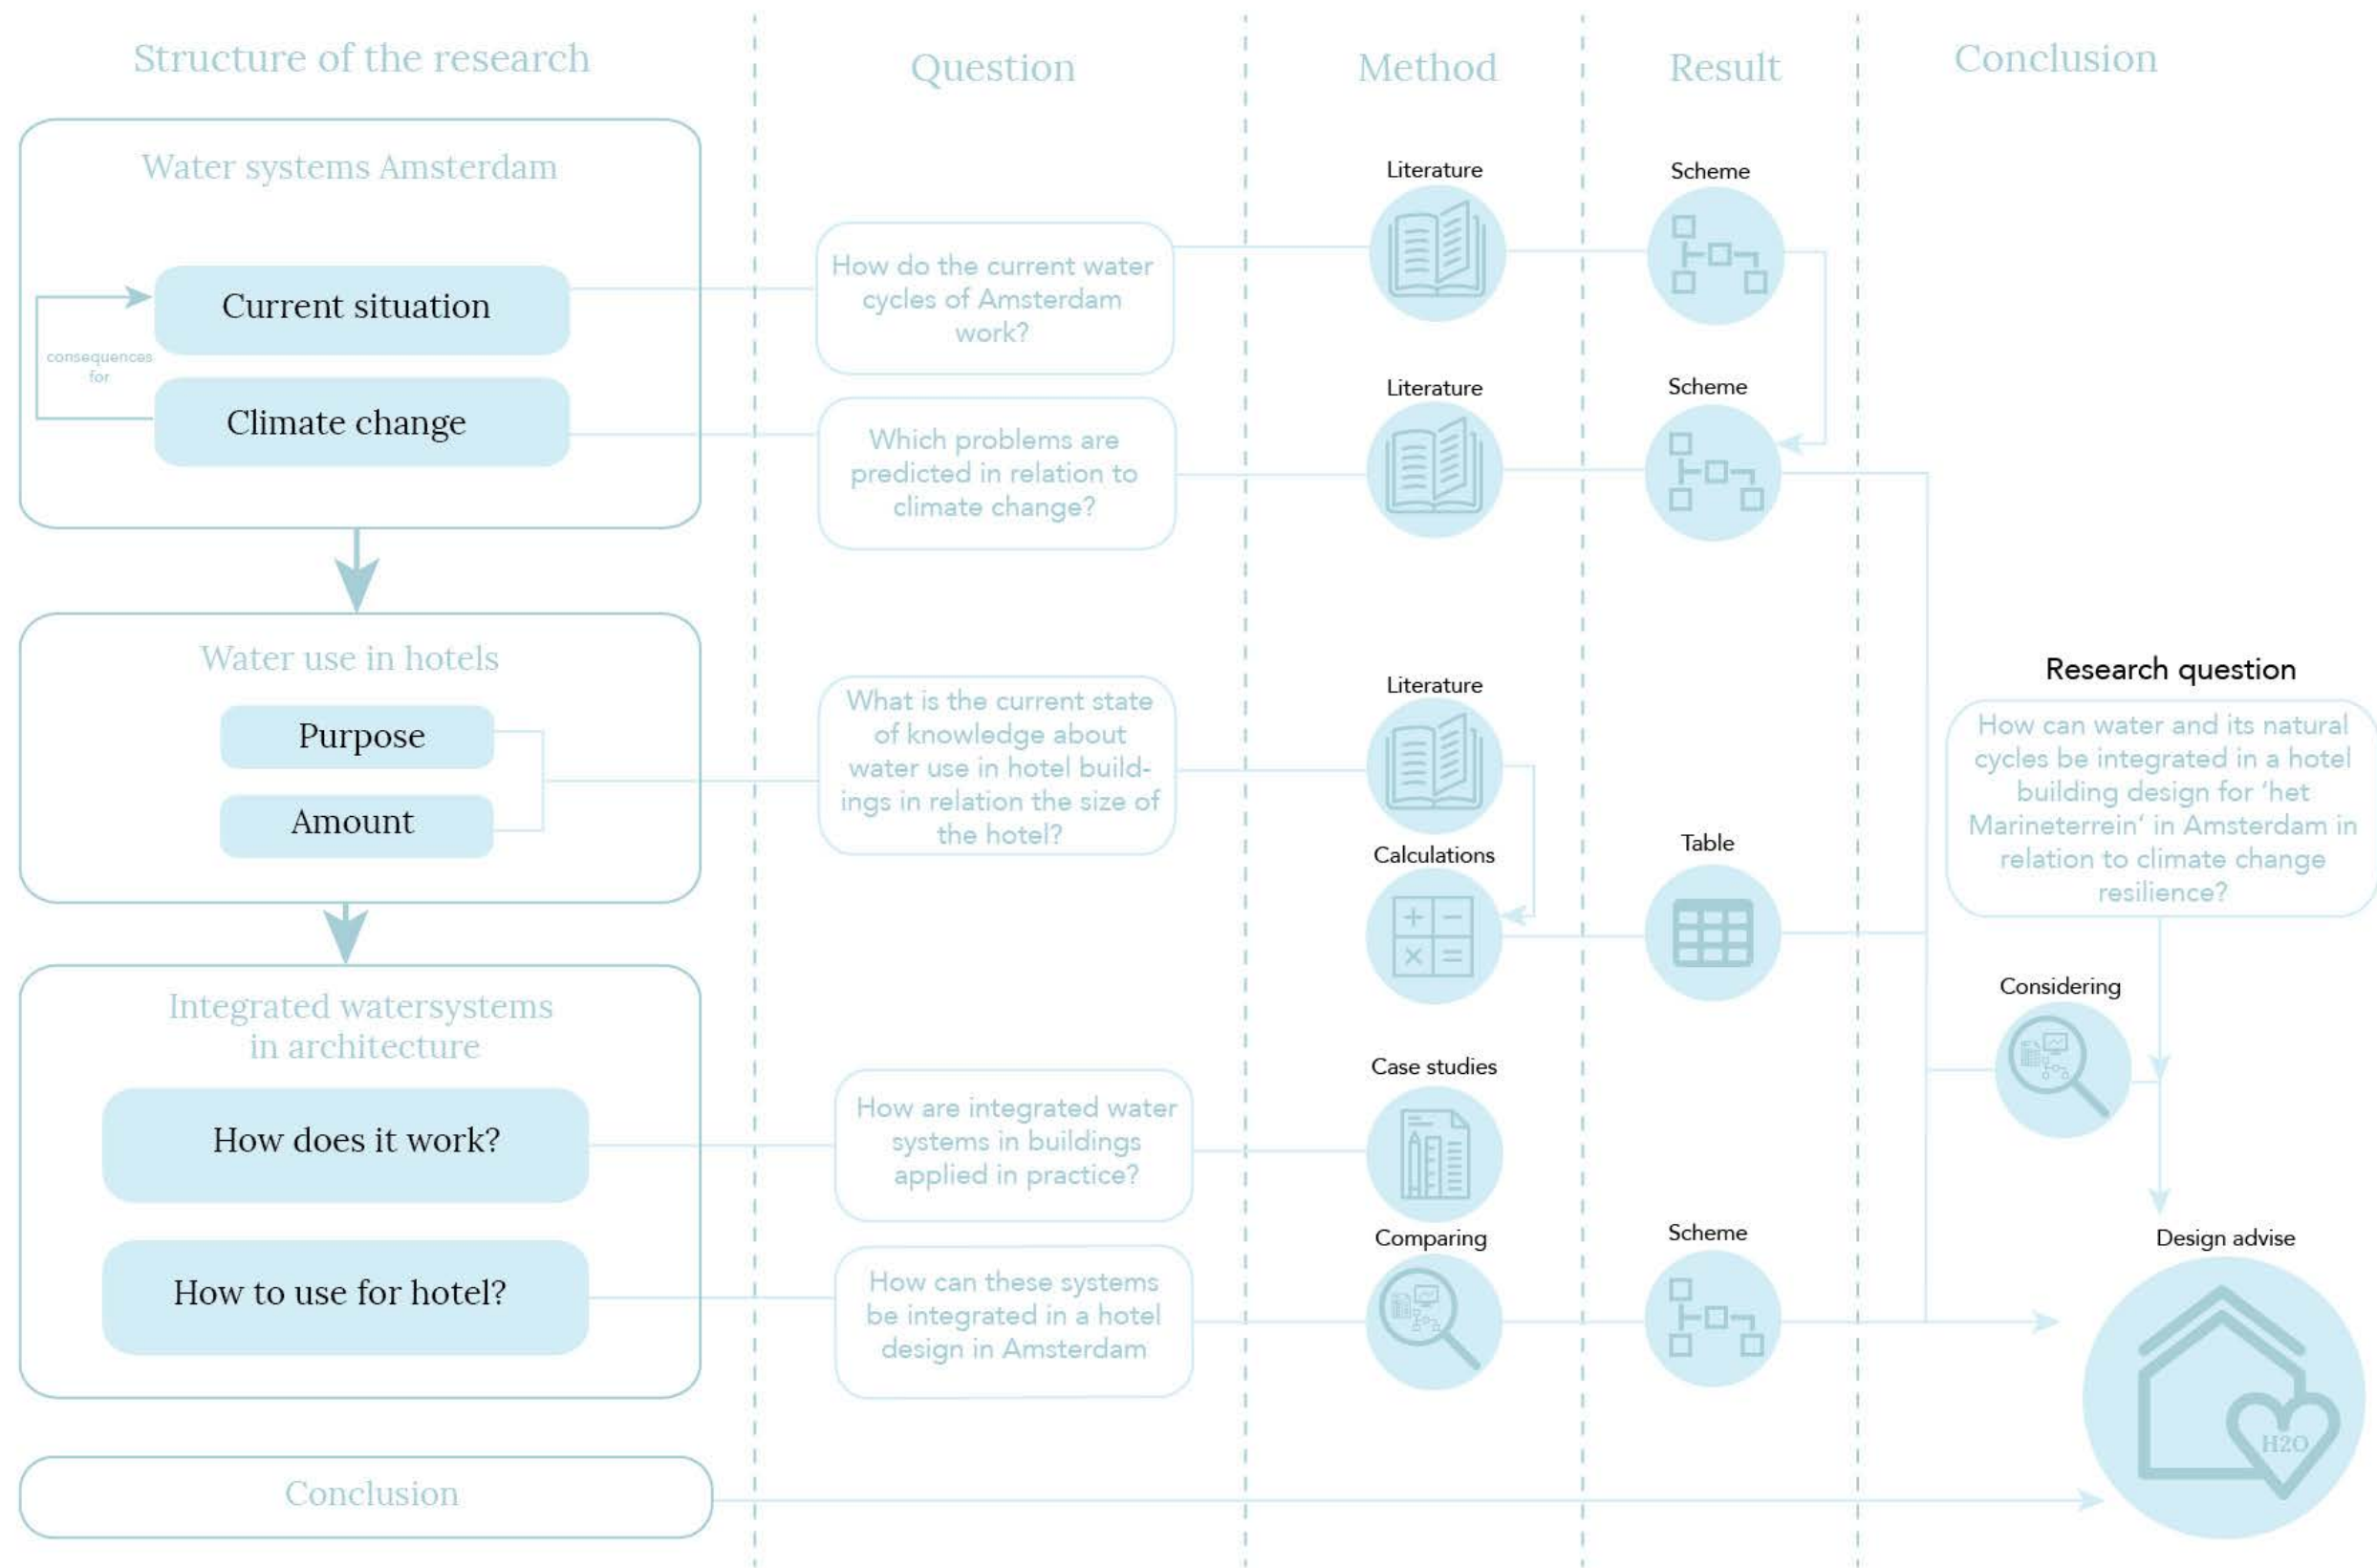 Structure of the research
Question
Method
Result
Conclusion
Water systems Amsterdam
Current situation
consequences
for
Climate change
How do the current water
cycles of Amsterdam
work?
Literature
Scheme
Which problems are
predicted in relation to
climate change?
Literature
Scheme
Water use in hotels
Purpose
Amount
What is the current state
of knowledge about
water use in hotel build-
ings in relation the size of
the hotel?
Literature
Calculations
+ −
× =
Table
Research question
How can water and its natural
cycles be integrated in a hotel
building design for ‘het
Marineterrein’ in Amsterdam in
relation to climate change
resilience?
Considering
Integrated watersystems
in architecture
How does it work?
How to use for hotel?
How are integrated water
systems in buildings
applied in practice?
Case studies
How can these systems
be integrated in a hotel
design in Amsterdam
Comparing
Scheme
Design advise
H2O
Conclusion